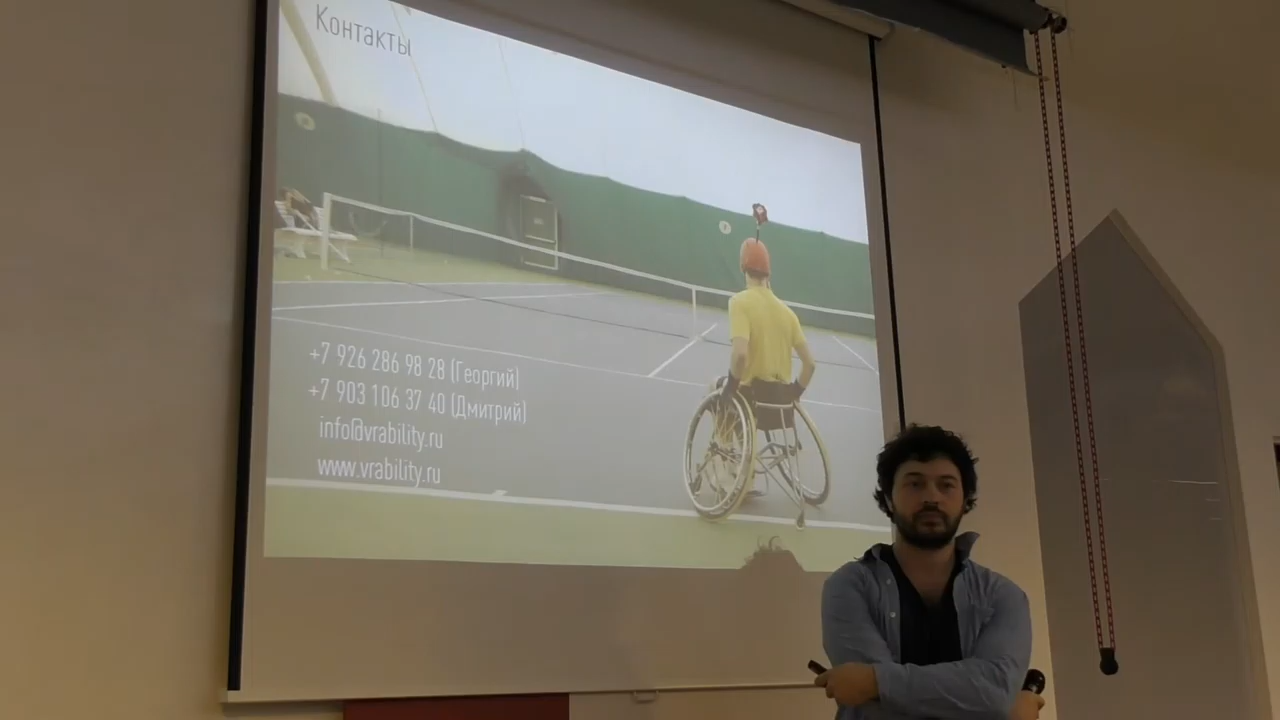 Контакты
+7 926 286 98 28 (Георгий)
+7 903 106 37 40 (Дмитрий)
info@vrability.ru
www.vrability.ru